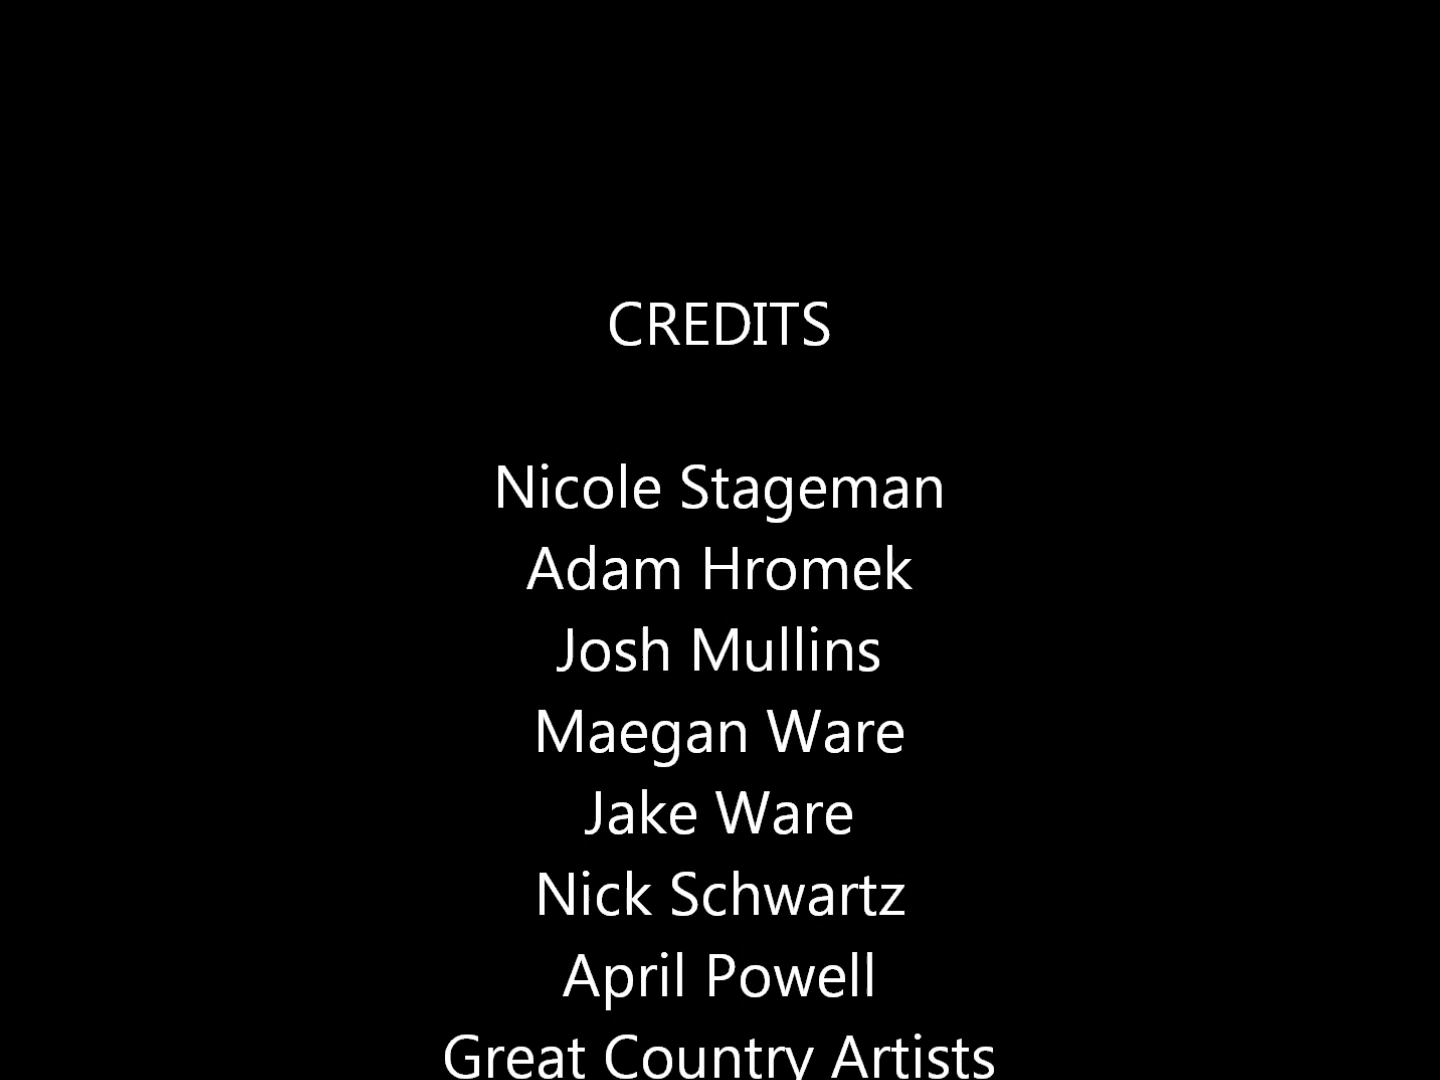 CREDITS
Nicole Stageman
Adam Hromek
Josh Mullins
Maegan Ware
Jake Ware
Nick Schwartz
April Powell
Great Country Artists